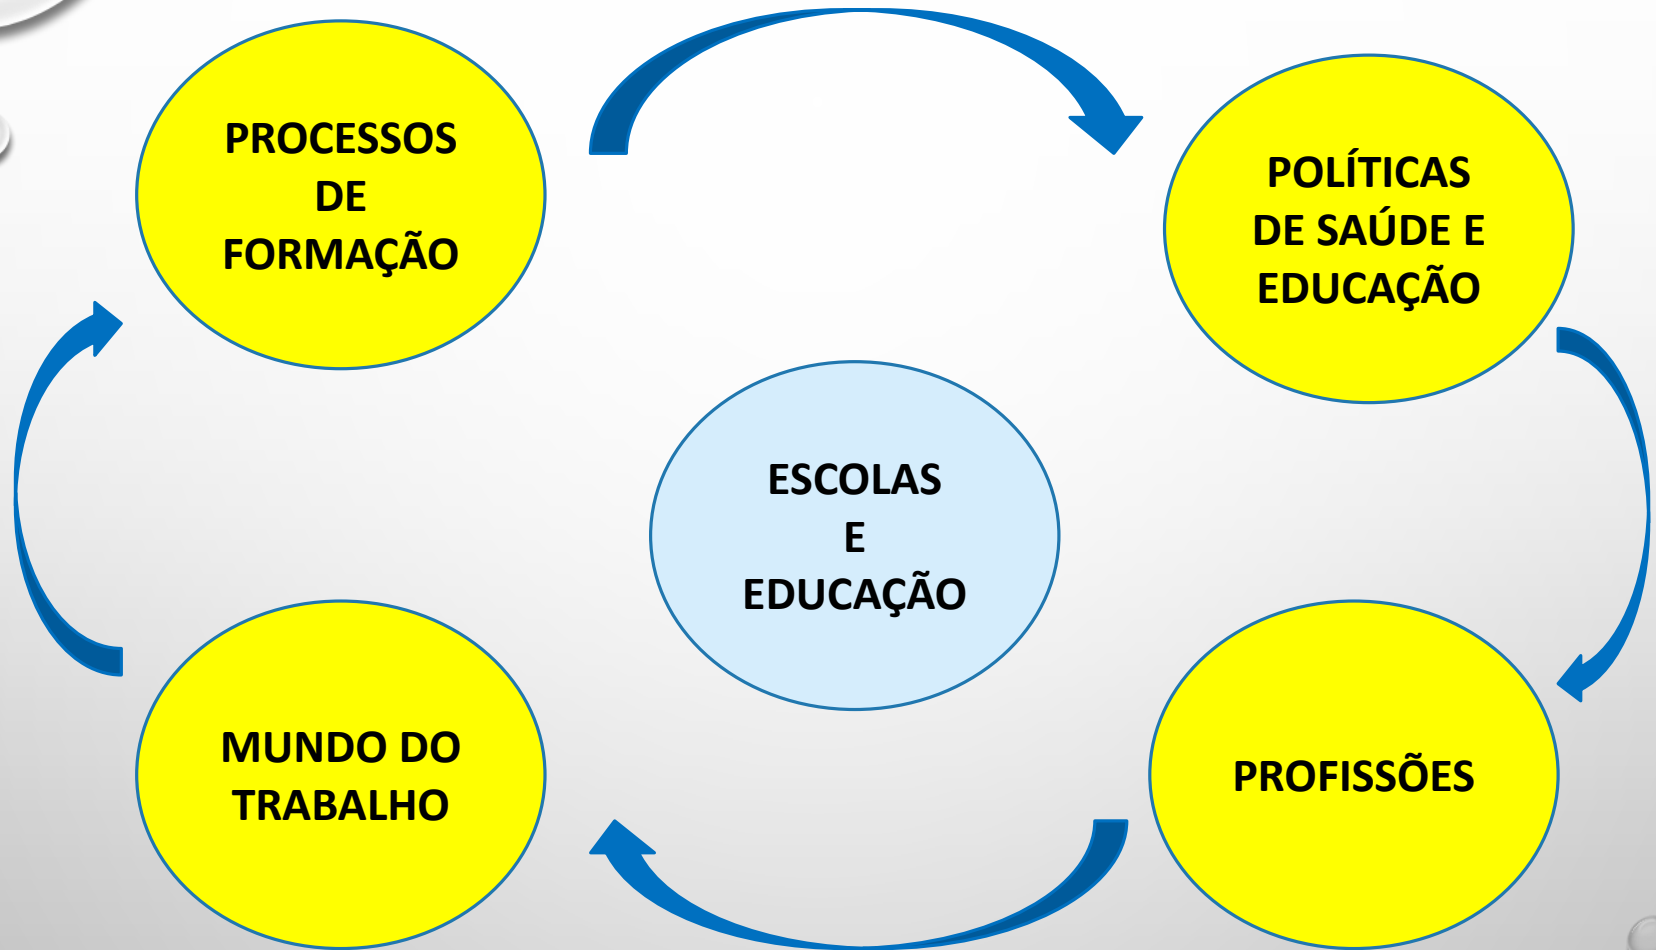 PROCESSOS
DE
FORMAÇÃO
POLÍTICAS
DE SAÚDE E
EDUCAÇÃO
ESCOLAS
E
EDUCAÇÃO
MUNDO DO
TRABALHO
PROFISSÕES